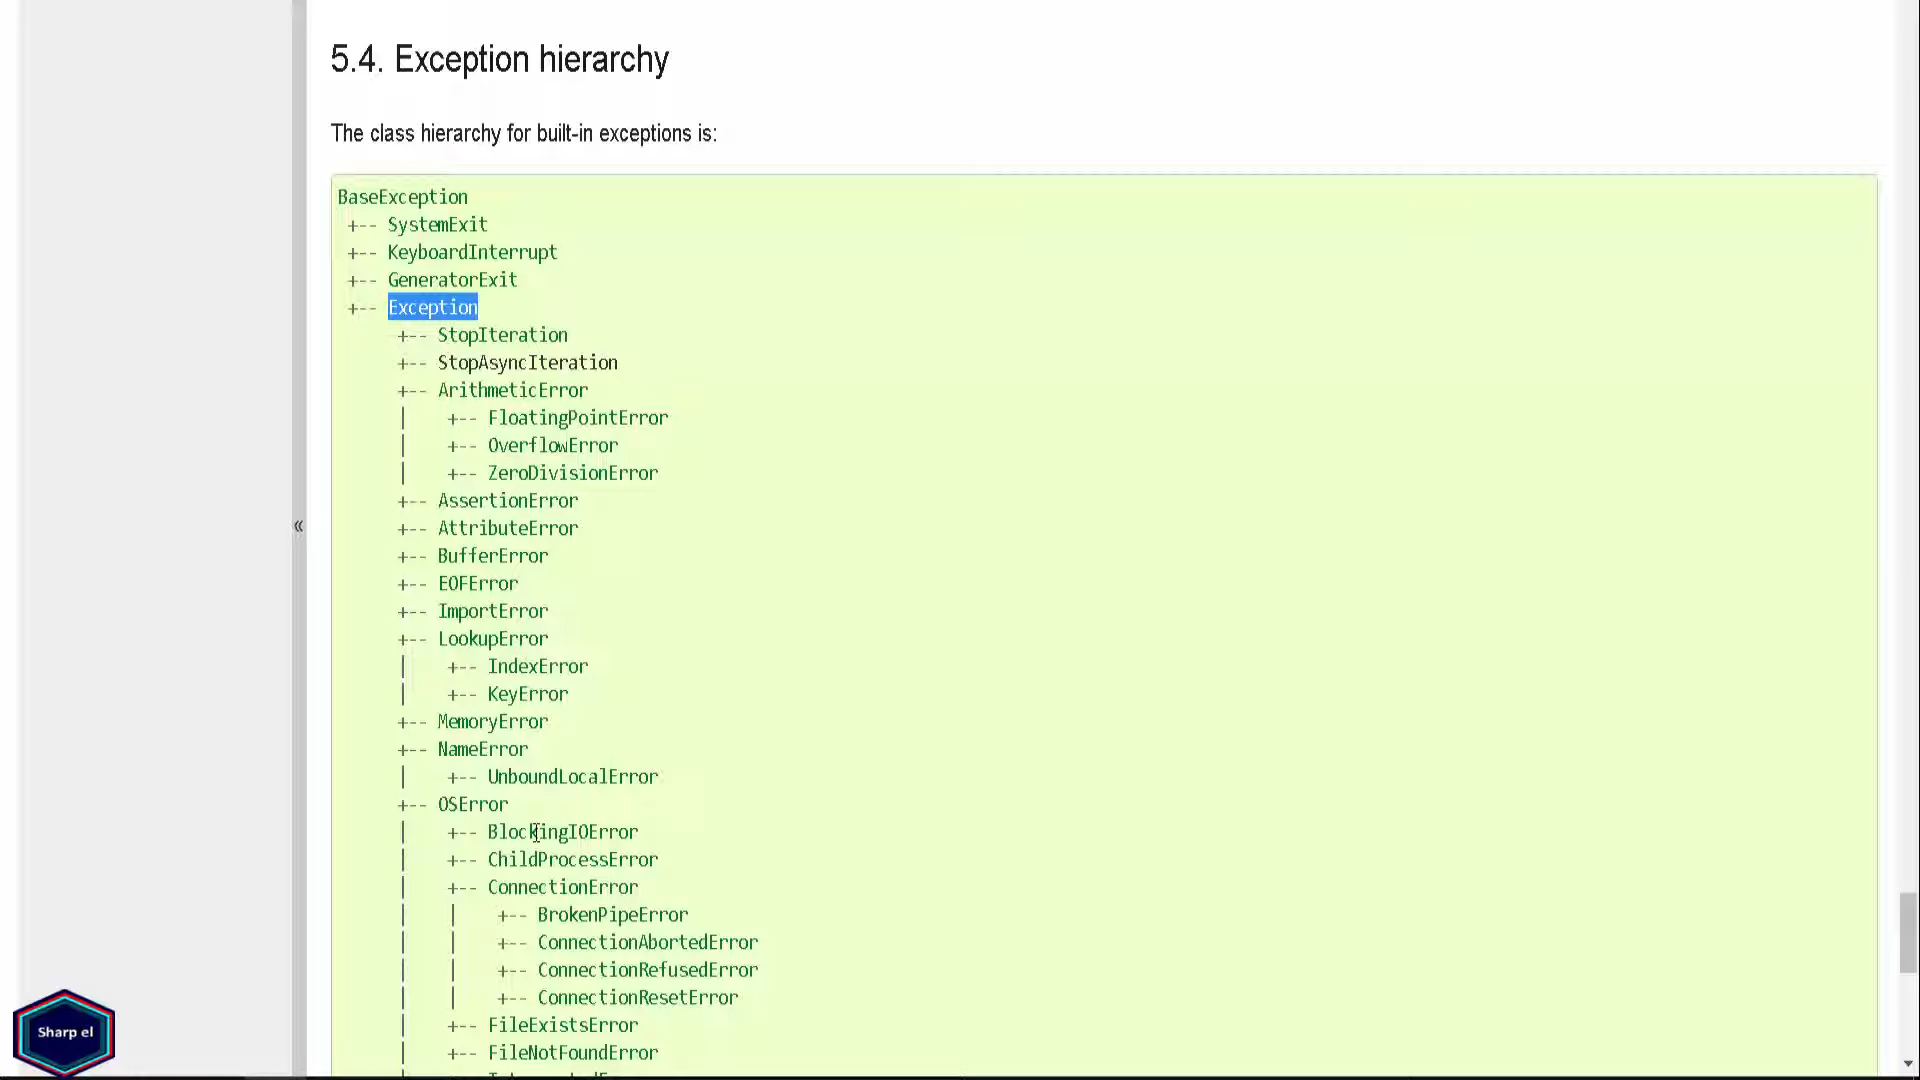 5.4. Exception hierarchy
The class hierarchy for built-in exceptions is:
BaseException
+-- SystemExit
+-- KeyboardInterrupt
+-- GeneratorExit
+-- Exception
+-- StopIteration
+-- StopAsyncIteration
+-- ArithmeticError
|    +-- FloatingPointError
|    +-- OverflowError
|    +-- ZeroDivisionError
+-- AssertionError
+-- AttributeError
+-- BufferError
+-- EOFError
+-- ImportError
+-- LookupError
|    +-- IndexError
|    +-- KeyError
+-- MemoryError
+-- NameError
|    +-- UnboundLocalError
+-- OSError
|    +-- BlockingIOError
|    +-- ChildProcessError
|    +-- ConnectionError
|    |    +-- BrokenPipeError
|    |    +-- ConnectionAbortedError
|    |    +-- ConnectionRefusedError
|    |    +-- ConnectionResetError
|    +-- FileExistsError
|    +-- FileNotFoundError
«
Sharp el